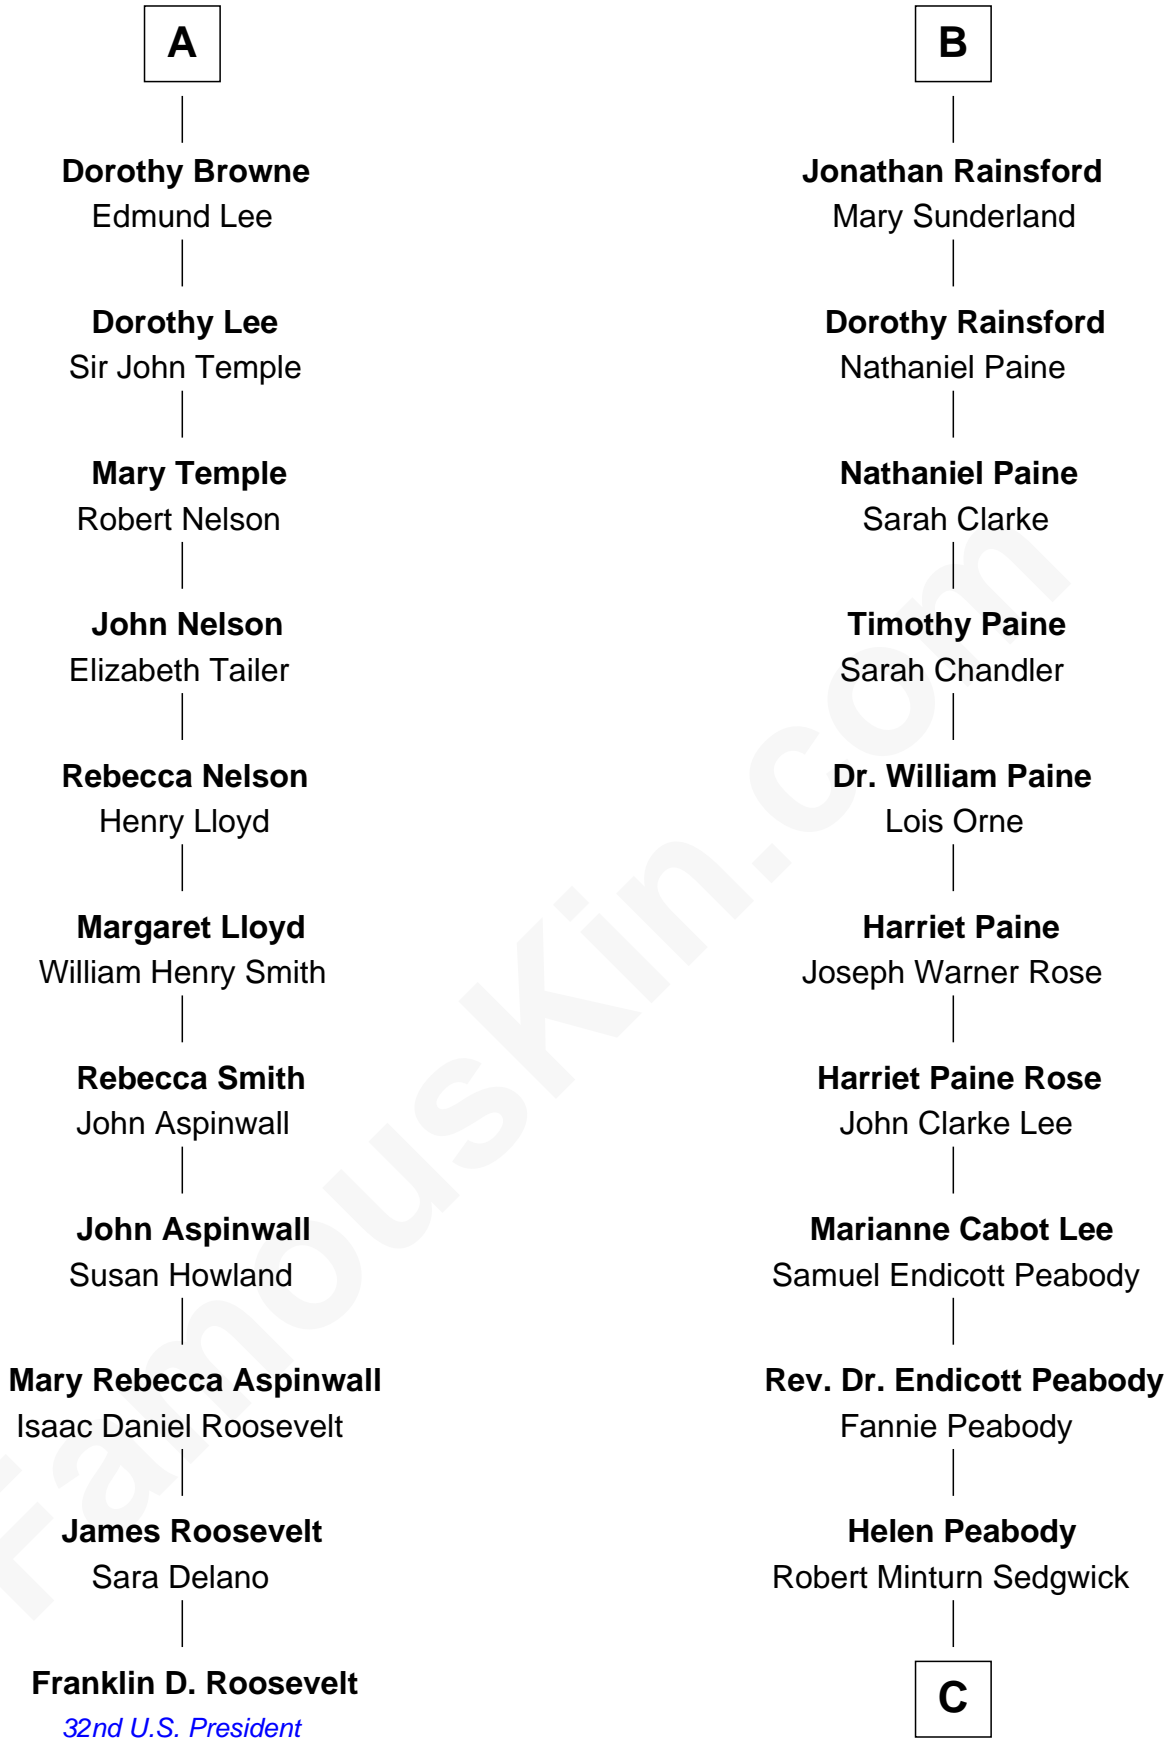 A
Dorothy Browne
Edmund Lee
Dorothy Lee
Sir John Temple
Mary Temple
Robert Nelson
John Nelson
Elizabeth Tailer
Rebecca Nelson
Henry Lloyd
Margaret Lloyd
William Henry Smith
Rebecca Smith
John Aspinwall
John Aspinwall
Susan Howland
Mary Rebecca Aspinwall
Isaac Daniel Roosevelt
James Roosevelt
Sara Delano
Franklin D. Roosevelt
32nd U.S. President
B
Jonathan Rainsford
Mary Sunderland
Dorothy Rainsford
Nathaniel Paine
Nathaniel Paine
Sarah Clarke
Timothy Paine
Sarah Chandler
Dr. William Paine
Lois Orne
Harriet Paine
Joseph Warner Rose
Harriet Paine Rose
John Clarke Lee
Marianne Cabot Lee
Samuel Endicott Peabody
Rev. Dr. Endicott Peabody
Fannie Peabody
Helen Peabody
Robert Minturn Sedgwick
C
FamousKin.com